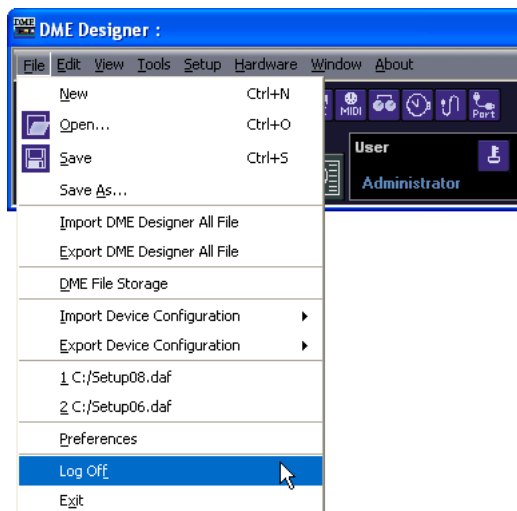 DME DME Designer :
File Edit View Tools Setup Hardware Window About
New Ctrl+N
Open... Ctrl+O
Save Ctrl+S
Save As...
Import DME Designer All File
Export DME Designer All File
DME File Storage
Import Device Configuration
Export Device Configuration
1 C:/Setup08.daf
2 C:/Setup06.daf
Preferences
Log Off
Exit
MIDI
Port
User
Administrator